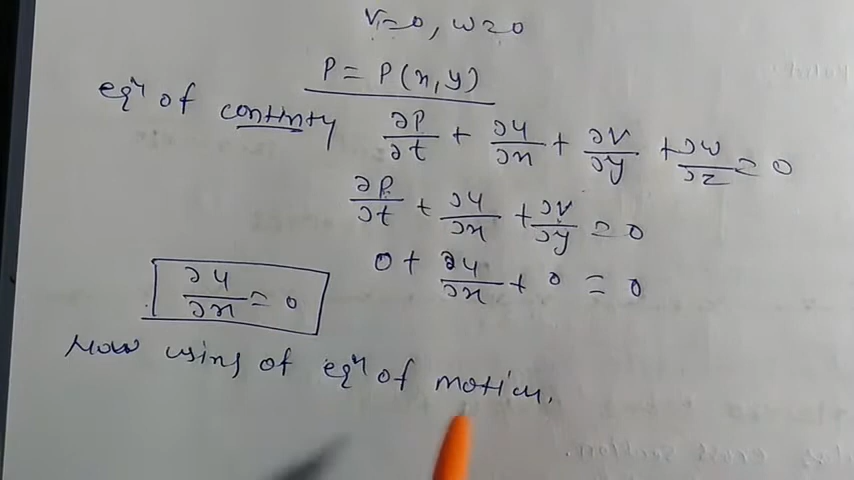 v=0, w=0
P = P(x,y)
eqⁿ of continty ∂P/∂t + ∂u/∂x + ∂v/∂y + ∂w/∂z = 0
∂P/∂t + ∂u/∂x + ∂v/∂y = 0
0 + ∂u/∂x + 0 = 0
∂u/∂x = 0
Now using of eqⁿ of motion.